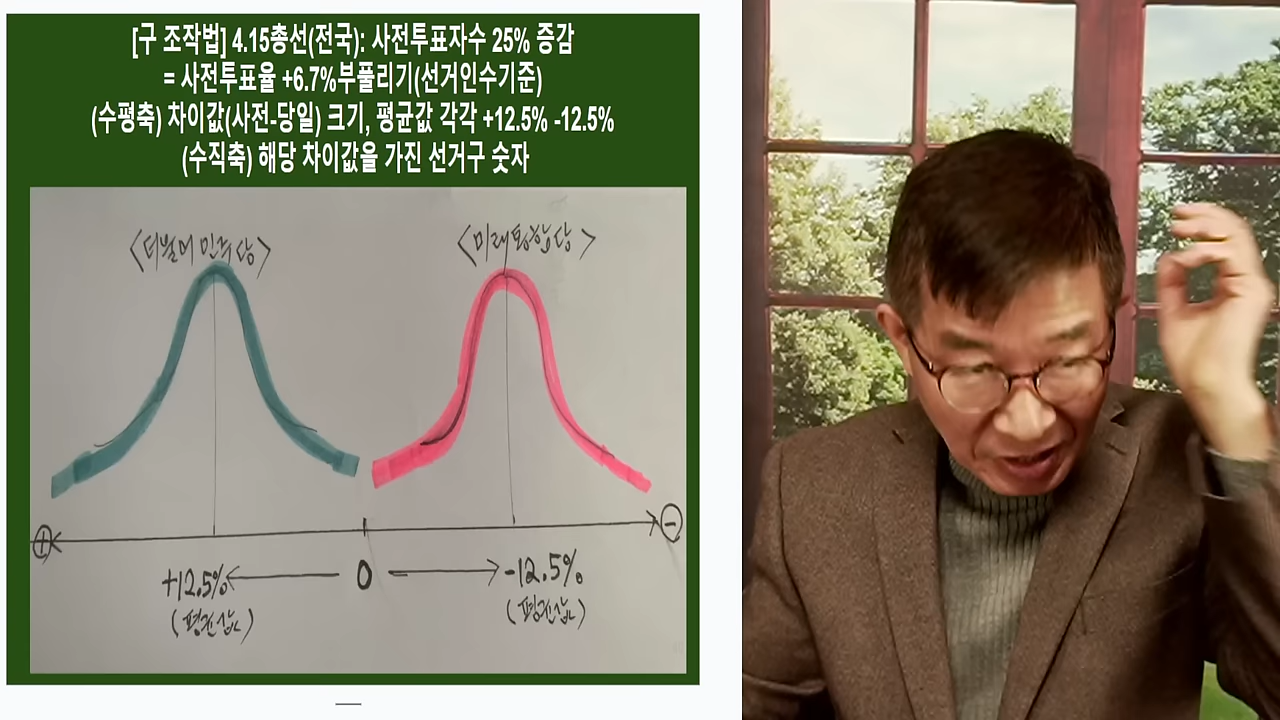 [구 조작법] 4.15총선(전국): 사전투표자수 25% 증감
= 사전투표율 +6.7%부풀리기(선거인수기준)
(수평축) 차이값(사전-당일) 크기, 평균값 각각 +12.5% -12.5%
(수직축) 해당 차이값을 가진 선거구 숫자
<더불어민주당>
<미래통합당>
+
-
+12.5%
0
-12.5%
(평균값)
(평균값)